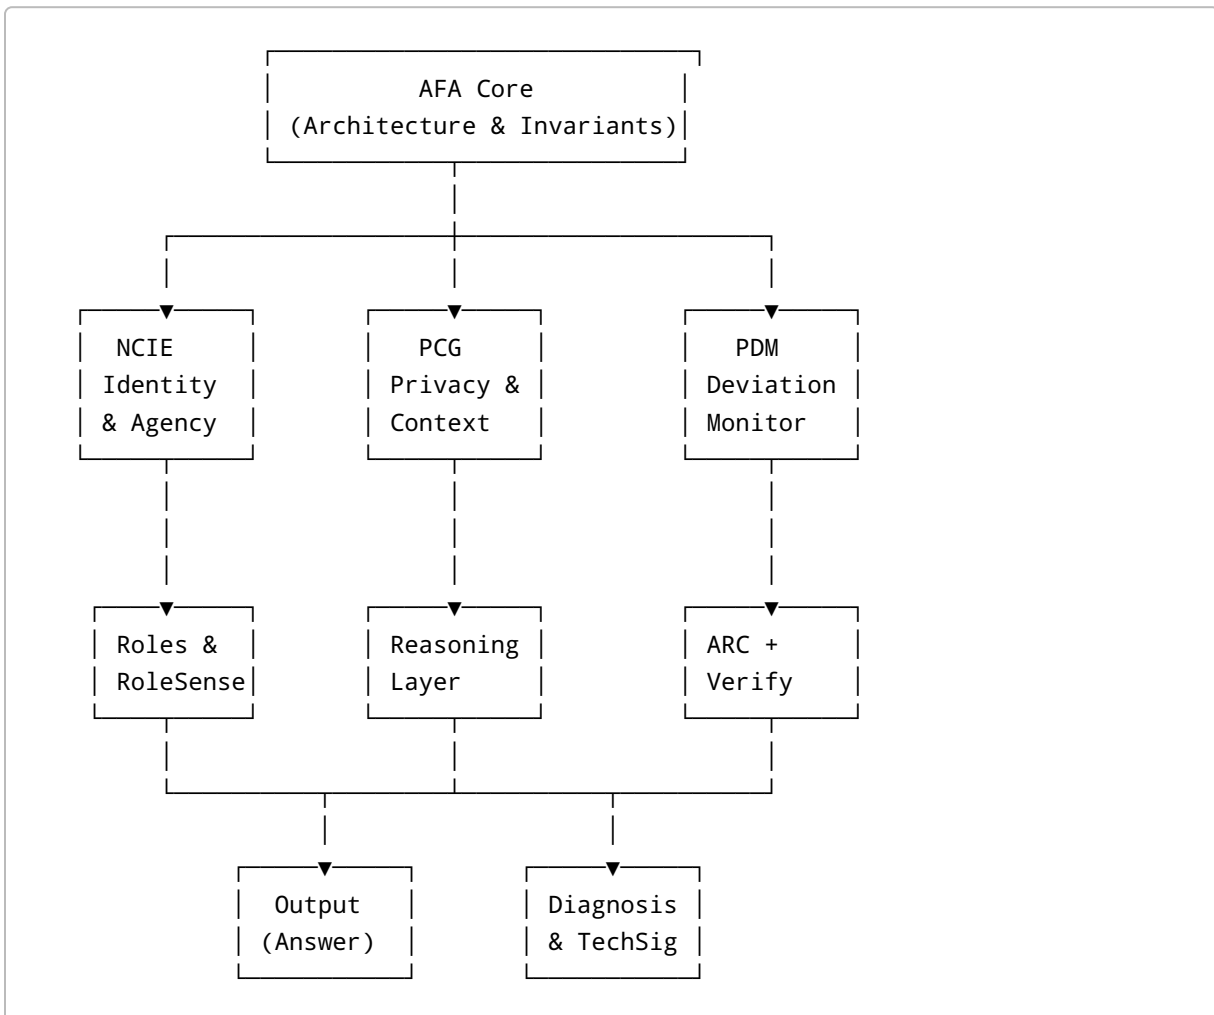 AFA Core
(Architecture & Invariants)
NCIE
Identity
& Agency
PCG
Privacy &
Context
PDM
Deviation
Monitor
Roles &
RoleSense
Reasoning
Layer
ARC +
Verify
Output
(Answer)
Diagnosis
& TechSig